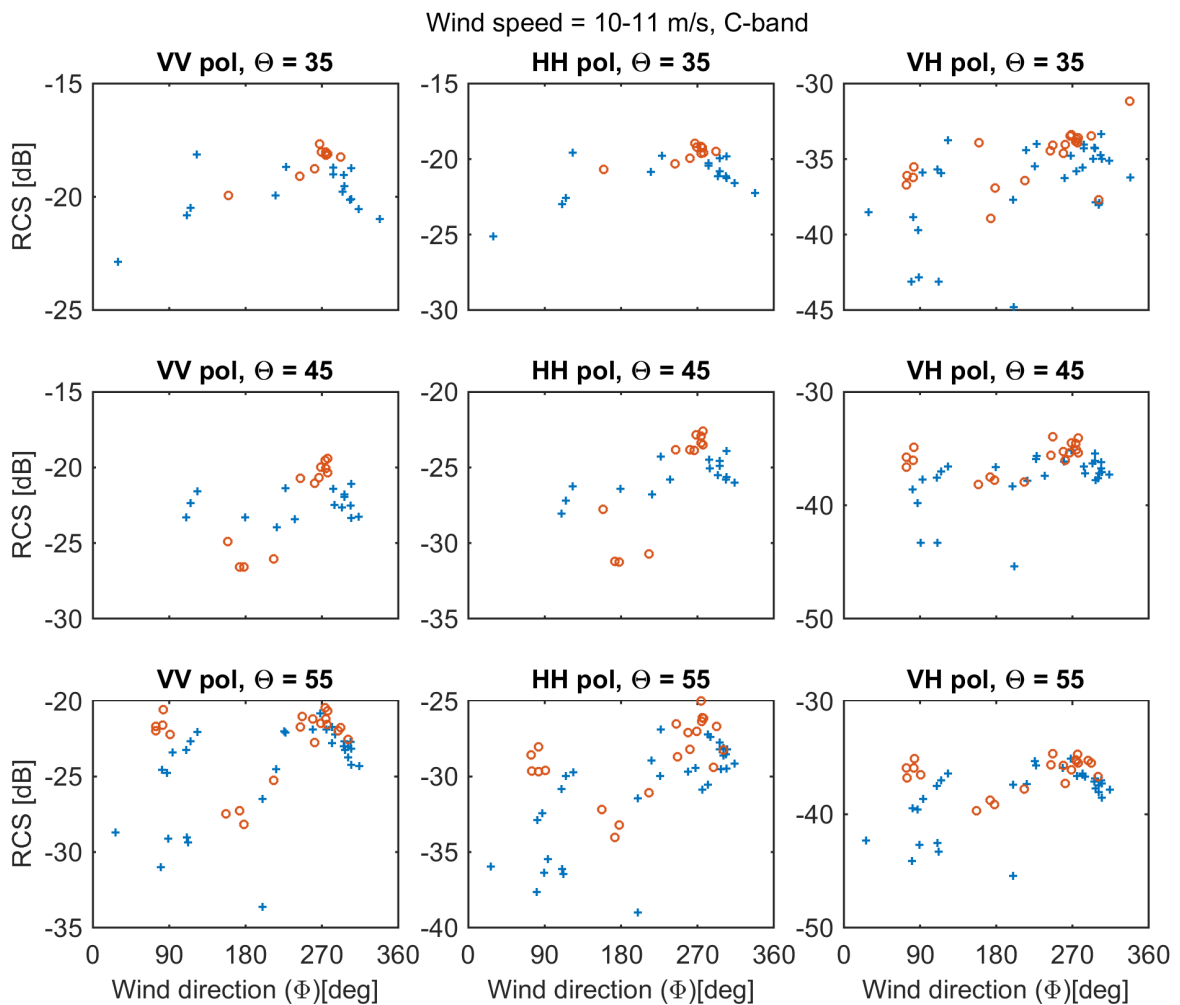 Wind speed = 10-11 m/s, C-band
VV pol, Θ = 35
HH pol, Θ = 35
VH pol, Θ = 35
RCS [dB]
-15
-20
-25
-15
-20
-25
-30
-30
-35
-40
-45
VV pol, Θ = 45
HH pol, Θ = 45
VH pol, Θ = 45
RCS [dB]
-15
-20
-25
-30
-20
-25
-30
-35
-30
-40
-50
VV pol, Θ = 55
HH pol, Θ = 55
VH pol, Θ = 55
RCS [dB]
-20
-25
-30
-35
-25
-30
-35
-40
-30
-40
-50
0 90 180 270 360
0 90 180 270 360
0 90 180 270 360
Wind direction (Φ)[deg]
Wind direction (Φ)[deg]
Wind direction (Φ)[deg]